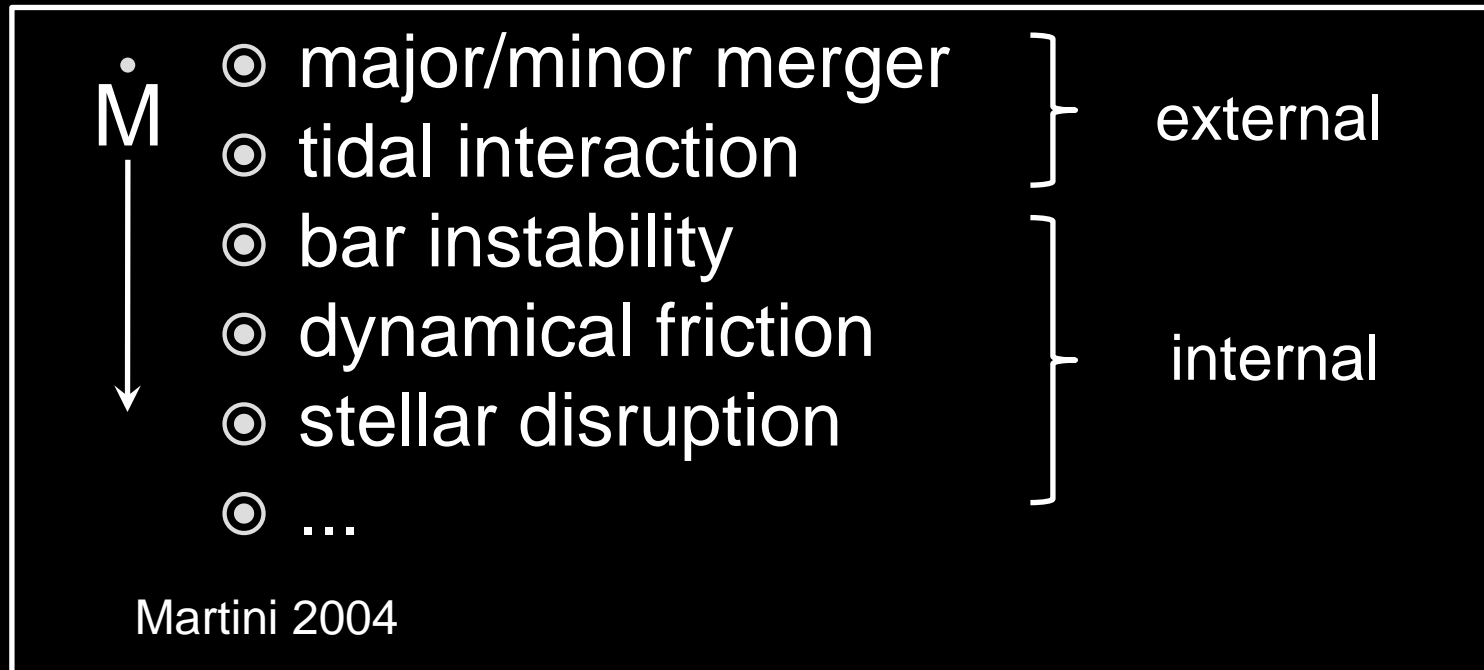 Ṁ
major/minor merger
tidal interaction
external
bar instability
dynamical friction
stellar disruption
internal
...
Martini 2004